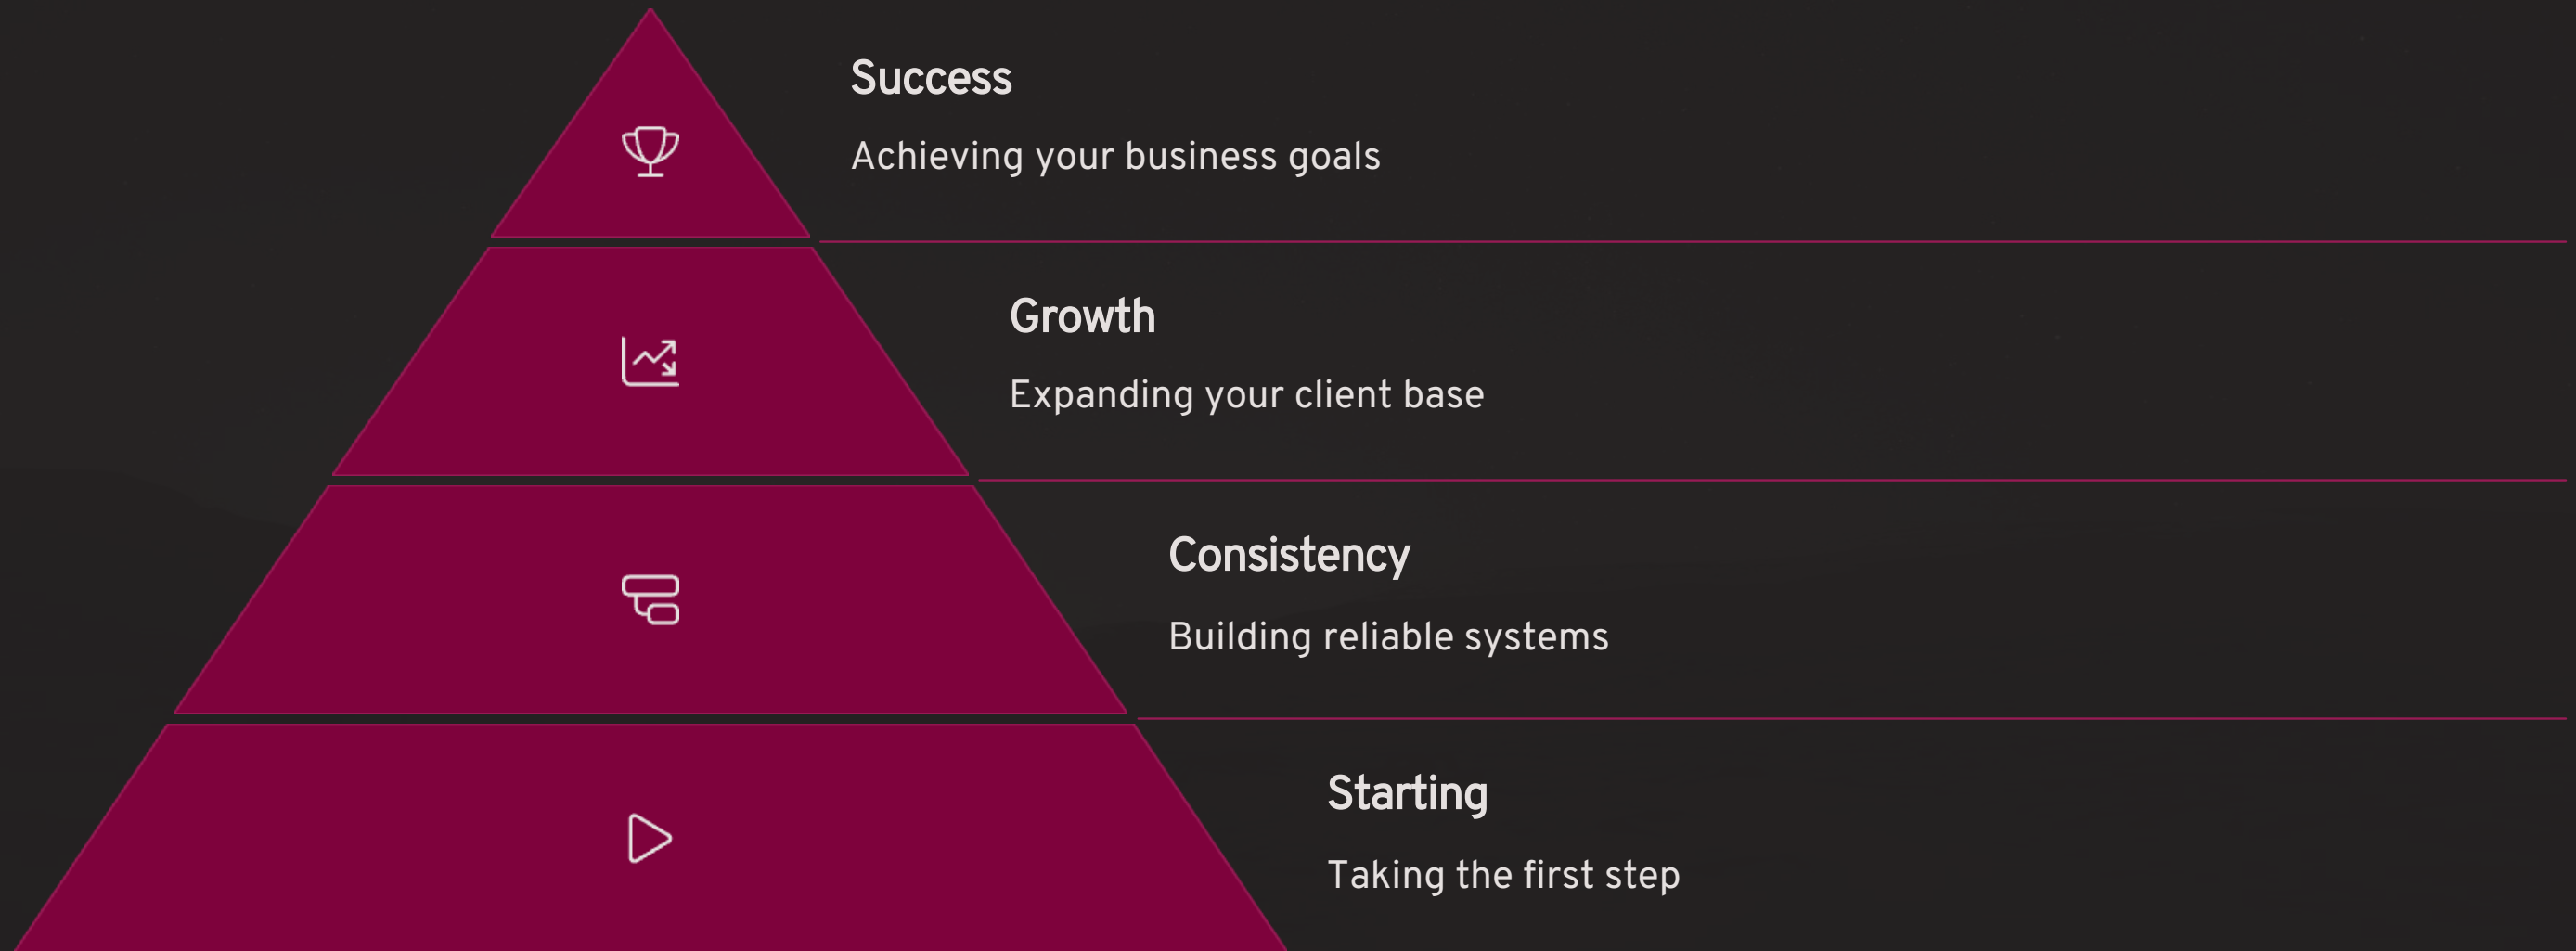 Success
Achieving your business goals
Growth
Expanding your client base
Consistency
Building reliable systems
Starting
Taking the first step